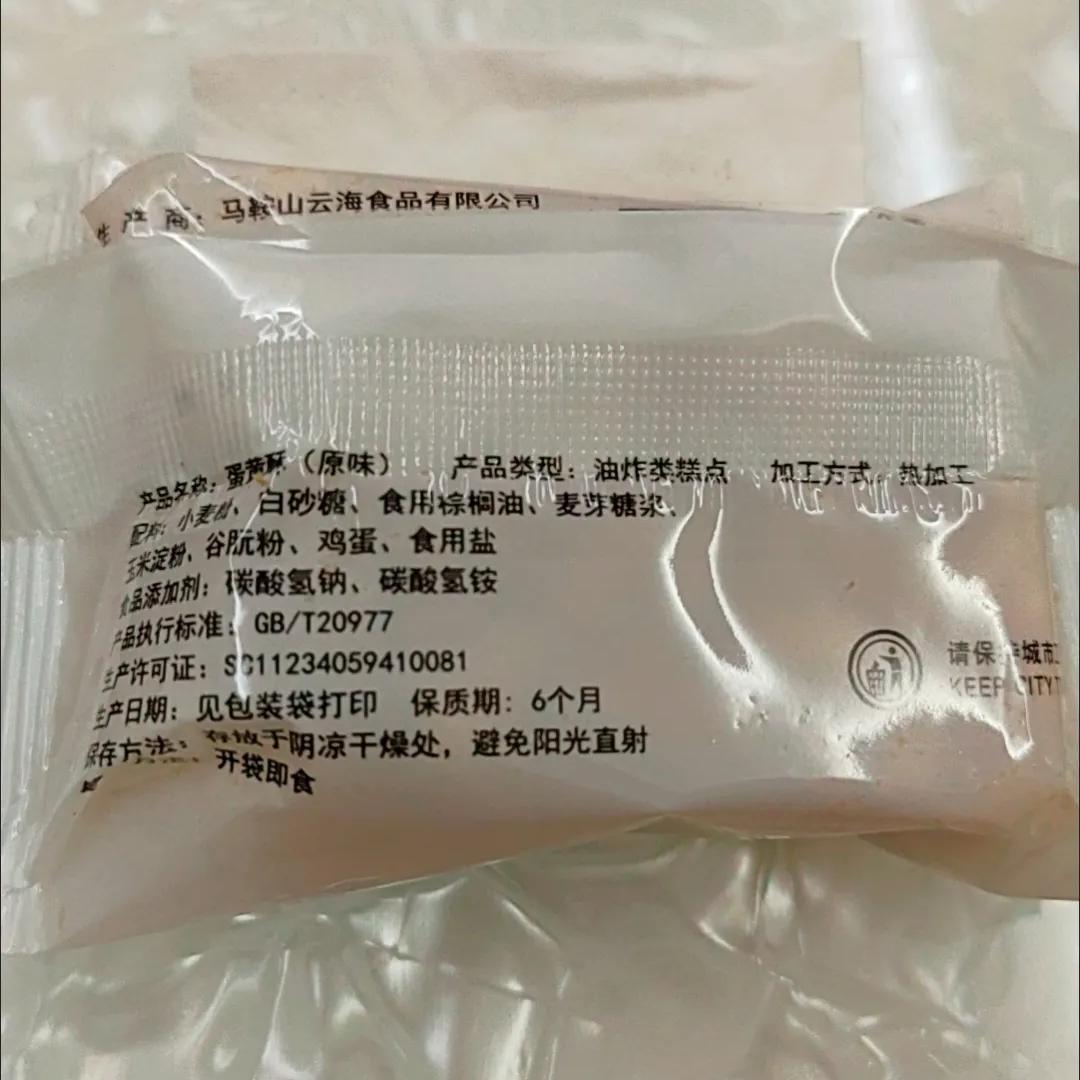 生产商：马鞍山云海食品有限公司
产品名称：蛋黄酥（原味） 产品类型：油炸类糕点 加工方式：热加工
配料：小麦粉、白砂糖、食用棕榈油、麦芽糖浆、
玉米淀粉、谷朊粉、鸡蛋、食用盐
食品添加剂：碳酸氢钠、碳酸氢铵
产品执行标准：GB/T20977
生产许可证：SC11234059410081
生产日期：见包装袋打印 保质期：6个月
保存方法：存放于阴凉干燥处，避免阳光直射
开袋即食
请保 城市
KEEP CITY